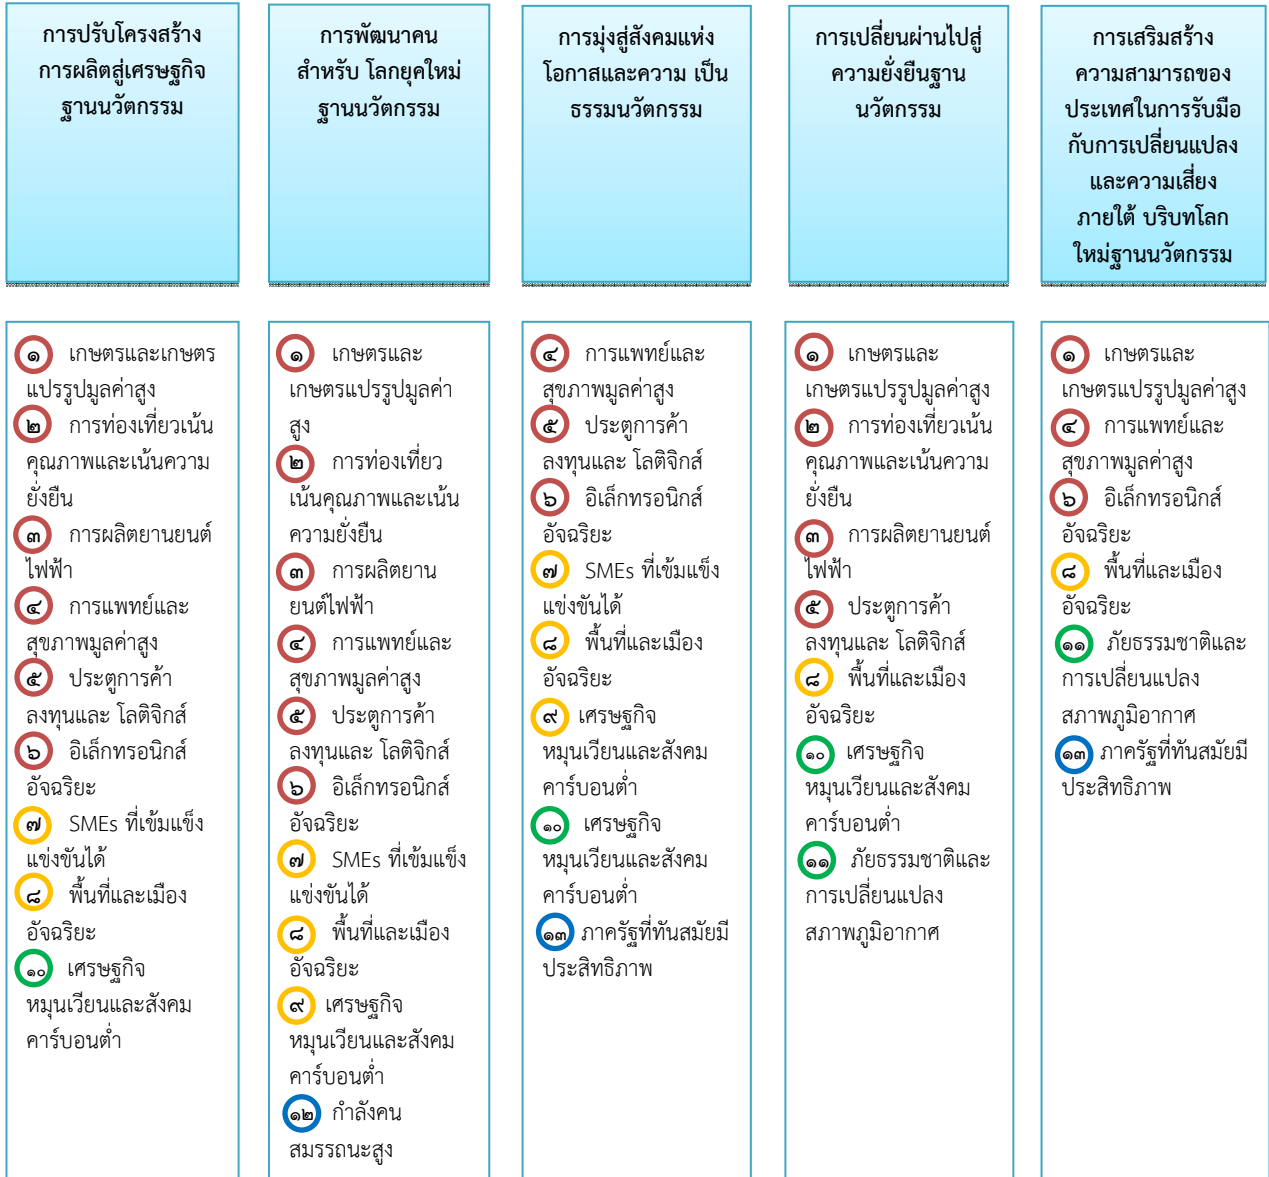 การปรับโครงสร้าง
การผลิตสู่เศรษฐกิจ
ฐานนวัตกรรม
การพัฒนาคน
สำหรับ โลกยุคใหม่
ฐานนวัตกรรม
การมุ่งสู่สังคมแห่ง
โอกาสและความ เป็น
ธรรมนวัตกรรม
การเปลี่ยนผ่านไปสู่
ความยั่งยืนฐาน
นวัตกรรม
การเสริมสร้าง
ความสามารถของ
ประเทศในการรับมือ
กับการเปลี่ยนแปลง
และความเสี่ยง
ภายใต้ บริบทโลก
ใหม่ฐานนวัตกรรม
๑ เกษตรและเกษตร
แปรรูปมูลค่าสูง
๒ การท่องเที่ยวเน้น
คุณภาพและเน้นความ
ยั่งยืน
๓ การผลิตยานยนต์
ไฟฟ้า
๔ การแพทย์และ
สุขภาพมูลค่าสูง
๕ ประตูการค้า
ลงทุนและ โลติจิกส์
๖ อิเล็กทรอนิกส์
อัจฉริยะ
๗ SMEs ที่เข้มแข็ง
แข่งขันได้
๘ พื้นที่และเมือง
อัจฉริยะ
๑๐ เศรษฐกิจ
หมุนเวียนและสังคม
คาร์บอนต่ำ
๑ เกษตรและ
เกษตรแปรรูปมูลค่า
สูง
๒ การท่องเที่ยว
เน้นคุณภาพและเน้น
ความยั่งยืน
๓ การผลิตยาน
ยนต์ไฟฟ้า
๔ การแพทย์และ
สุขภาพมูลค่าสูง
๕ ประตูการค้า
ลงทุนและ โลติจิกส์
๖ อิเล็กทรอนิกส์
อัจฉริยะ
๗ SMEs ที่เข้มแข็ง
แข่งขันได้
๘ พื้นที่และเมือง
อัจฉริยะ
๙ เศรษฐกิจ
หมุนเวียนและสังคม
คาร์บอนต่ำ
๑๒ กำลังคน
สมรรถนะสูง
๔ การแพทย์และ
สุขภาพมูลค่าสูง
๕ ประตูการค้า
ลงทุนและ โลติจิกส์
๖ อิเล็กทรอนิกส์
อัจฉริยะ
๗ SMEs ที่เข้มแข็ง
แข่งขันได้
๘ พื้นที่และเมือง
อัจฉริยะ
๙ เศรษฐกิจ
หมุนเวียนและสังคม
คาร์บอนต่ำ
๑๐ เศรษฐกิจ
หมุนเวียนและสังคม
คาร์บอนต่ำ
๑๓ ภาครัฐที่ทันสมัยมี
ประสิทธิภาพ
๑ เกษตรและ
เกษตรแปรรูปมูลค่าสูง
๒ การท่องเที่ยวเน้น
คุณภาพและเน้นความ
ยั่งยืน
๓ การผลิตยานยนต์
ไฟฟ้า
๕ ประตูการค้า
ลงทุนและ โลติจิกส์
๘ พื้นที่และเมือง
อัจฉริยะ
๑๐ เศรษฐกิจ
หมุนเวียนและสังคม
คาร์บอนต่ำ
๑๑ ภัยธรรมชาติและ
การเปลี่ยนแปลง
สภาพภูมิอากาศ
๑ เกษตรและ
เกษตรแปรรูปมูลค่าสูง
๔ การแพทย์และ
สุขภาพมูลค่าสูง
๖ อิเล็กทรอนิกส์
อัจฉริยะ
๘ พื้นที่และเมือง
อัจฉริยะ
๑๑ ภัยธรรมชาติและ
การเปลี่ยนแปลง
สภาพภูมิอากาศ
๑๓ ภาครัฐที่ทันสมัยมี
ประสิทธิภาพ